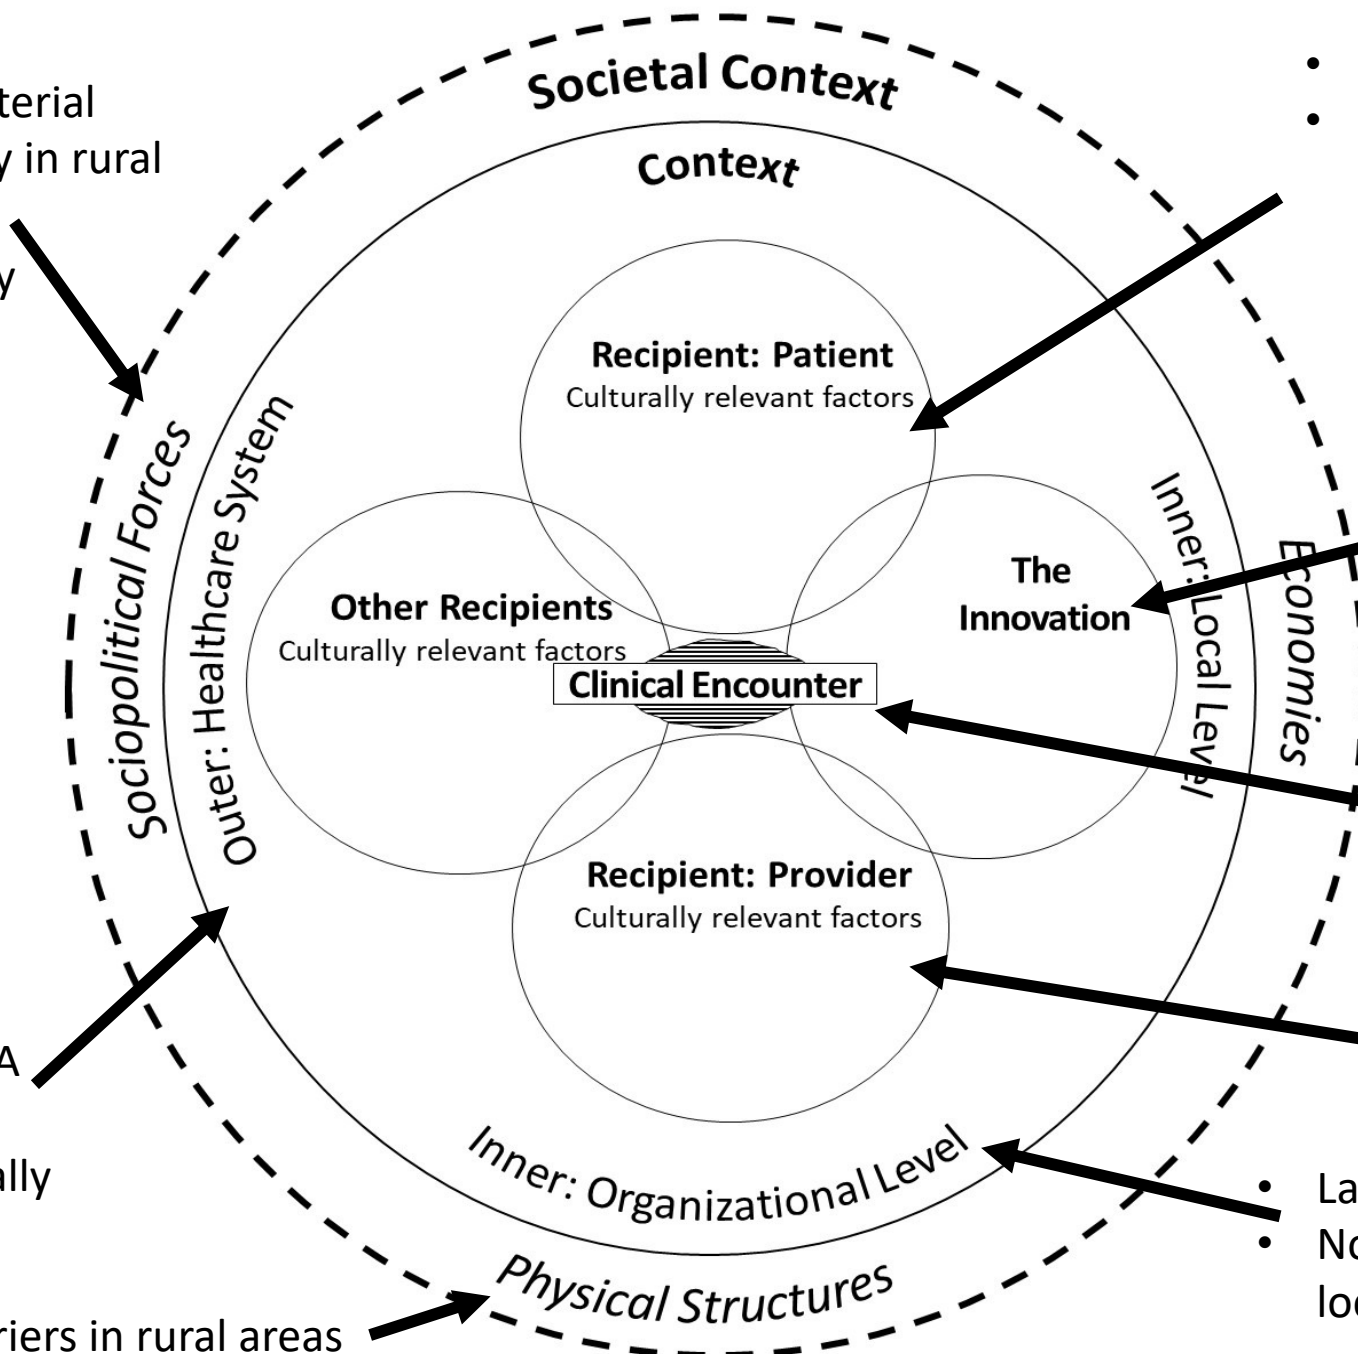 Societal Context
Context
terial
y in rural
y
Recipient: Patient
Culturally relevant factors
The
Innovation
Other Recipients
Culturally relevant factors
Clinical Encounter
Recipient: Provider
Culturally relevant factors
Sociopolitical Forces
Outer: Healthcare System
Inner: Local Level
Economies
A
ally
Inner: Organizational Level
Physical Structures
riers in rural areas
• La
• No
loc